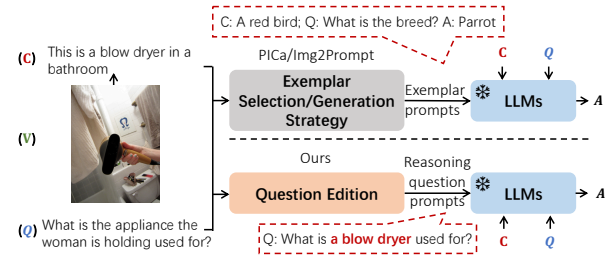 C: A red bird; Q: What is the breed? A: Parrot
(C) This is a blow dryer in a
bathroom
PICa/Img2Prompt
C Q
Exemplar
Selection/Generation
Strategy
Exemplar
prompts
LLMs
A
(V)
Ours
Question Edition
Reasoning
question
prompts
LLMs
A
(Q) What is the appliance the
woman is holding used for?
Q: What is a blow dryer used for?
C Q